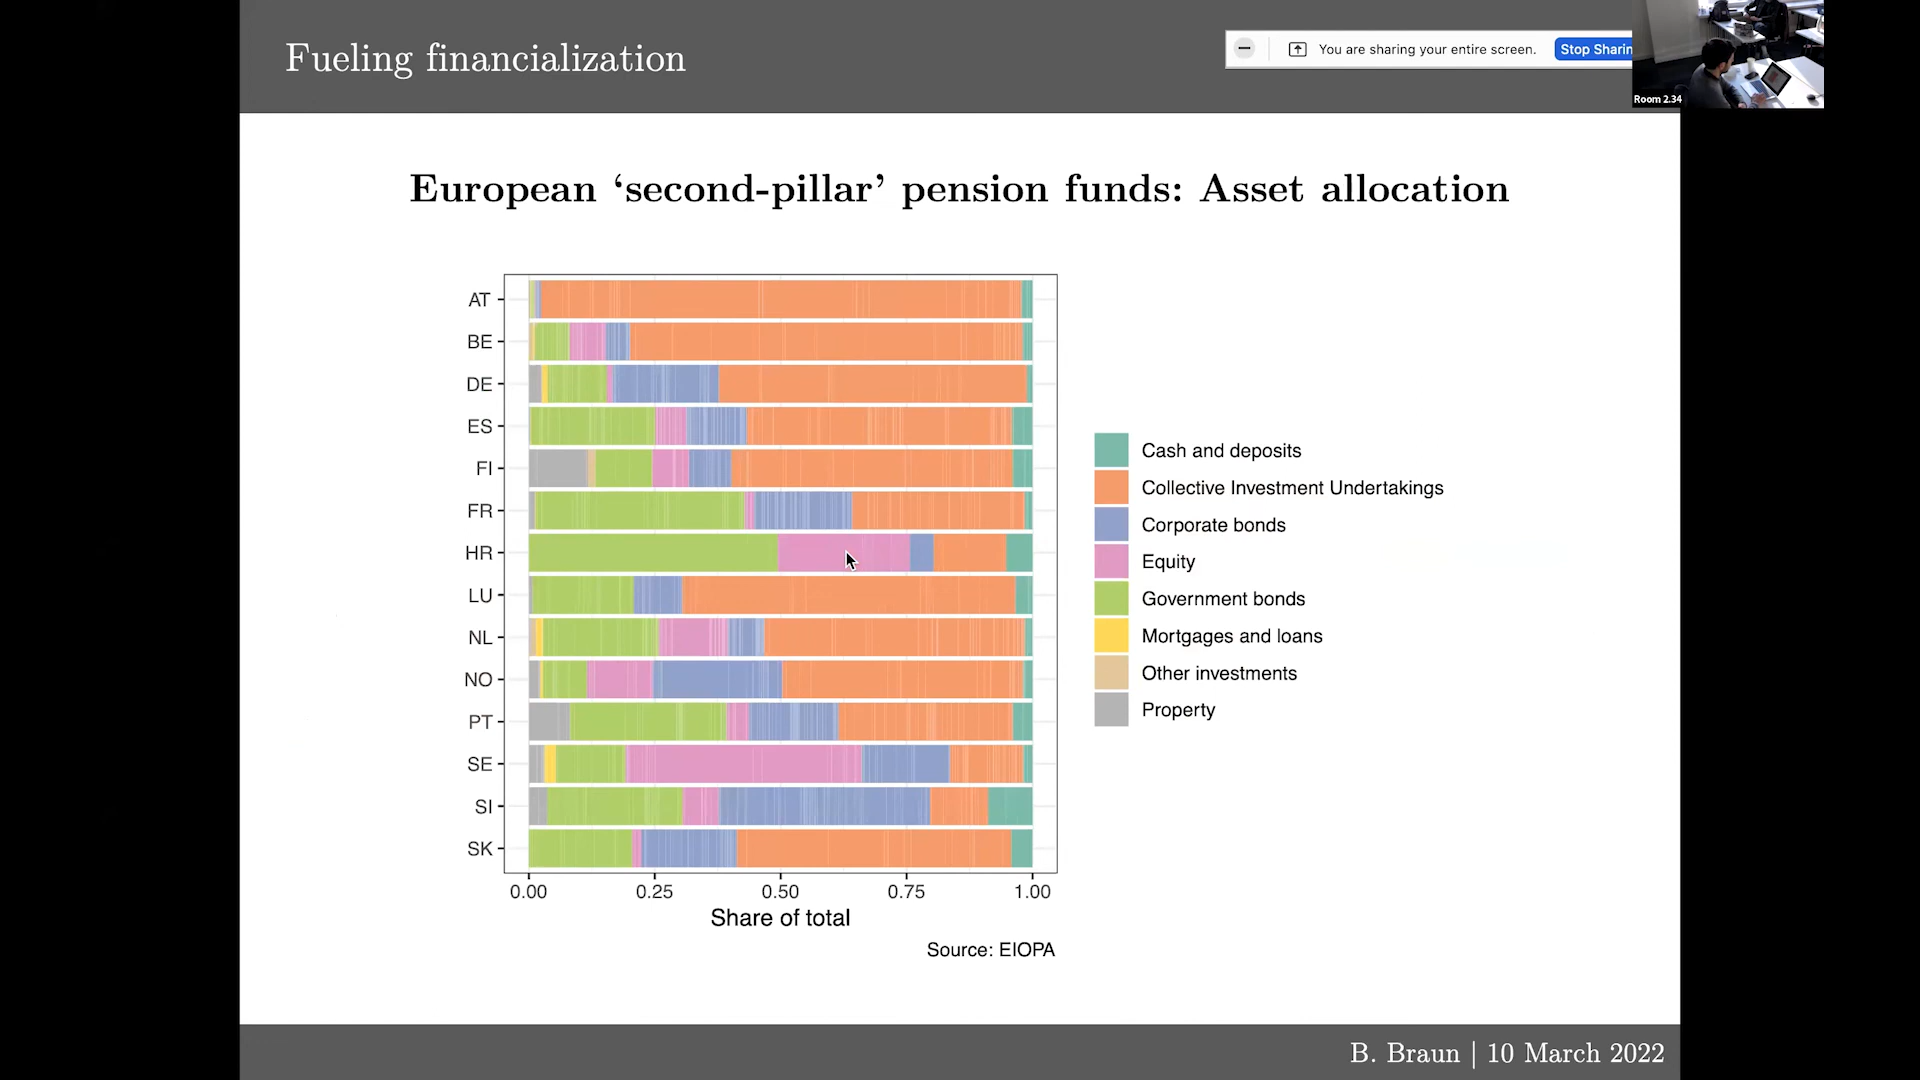 Fueling financialization
You are sharing your entire screen.
Stop Sharin
Room 2.34
European ‘second-pillar’ pension funds: Asset allocation
AT
BE
DE
ES
FI
FR
HR
LU
NL
NO
PT
SE
SI
SK
0.00 0.25 0.50 0.75 1.00
Share of total
Source: EIOPA
Cash and deposits
Collective Investment Undertakings
Corporate bonds
Equity
Government bonds
Mortgages and loans
Other investments
Property
B. Braun | 10 March 2022